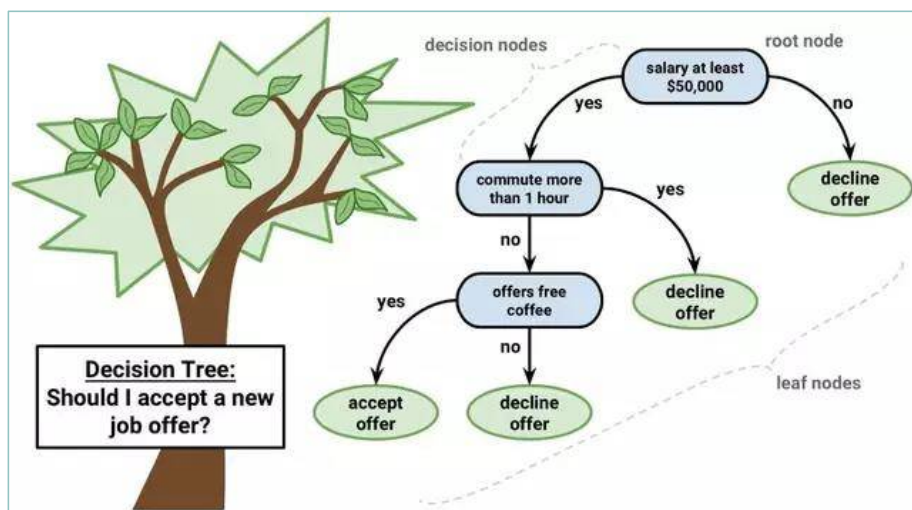 decision nodes
root node
salary at least
$50,000
yes
no
commute more
than 1 hour
yes
decline
offer
no
offers free
coffee
decline
offer
yes
no
leaf nodes
accept
offer
decline
offer
Decision Tree:
Should I accept a new
job offer?